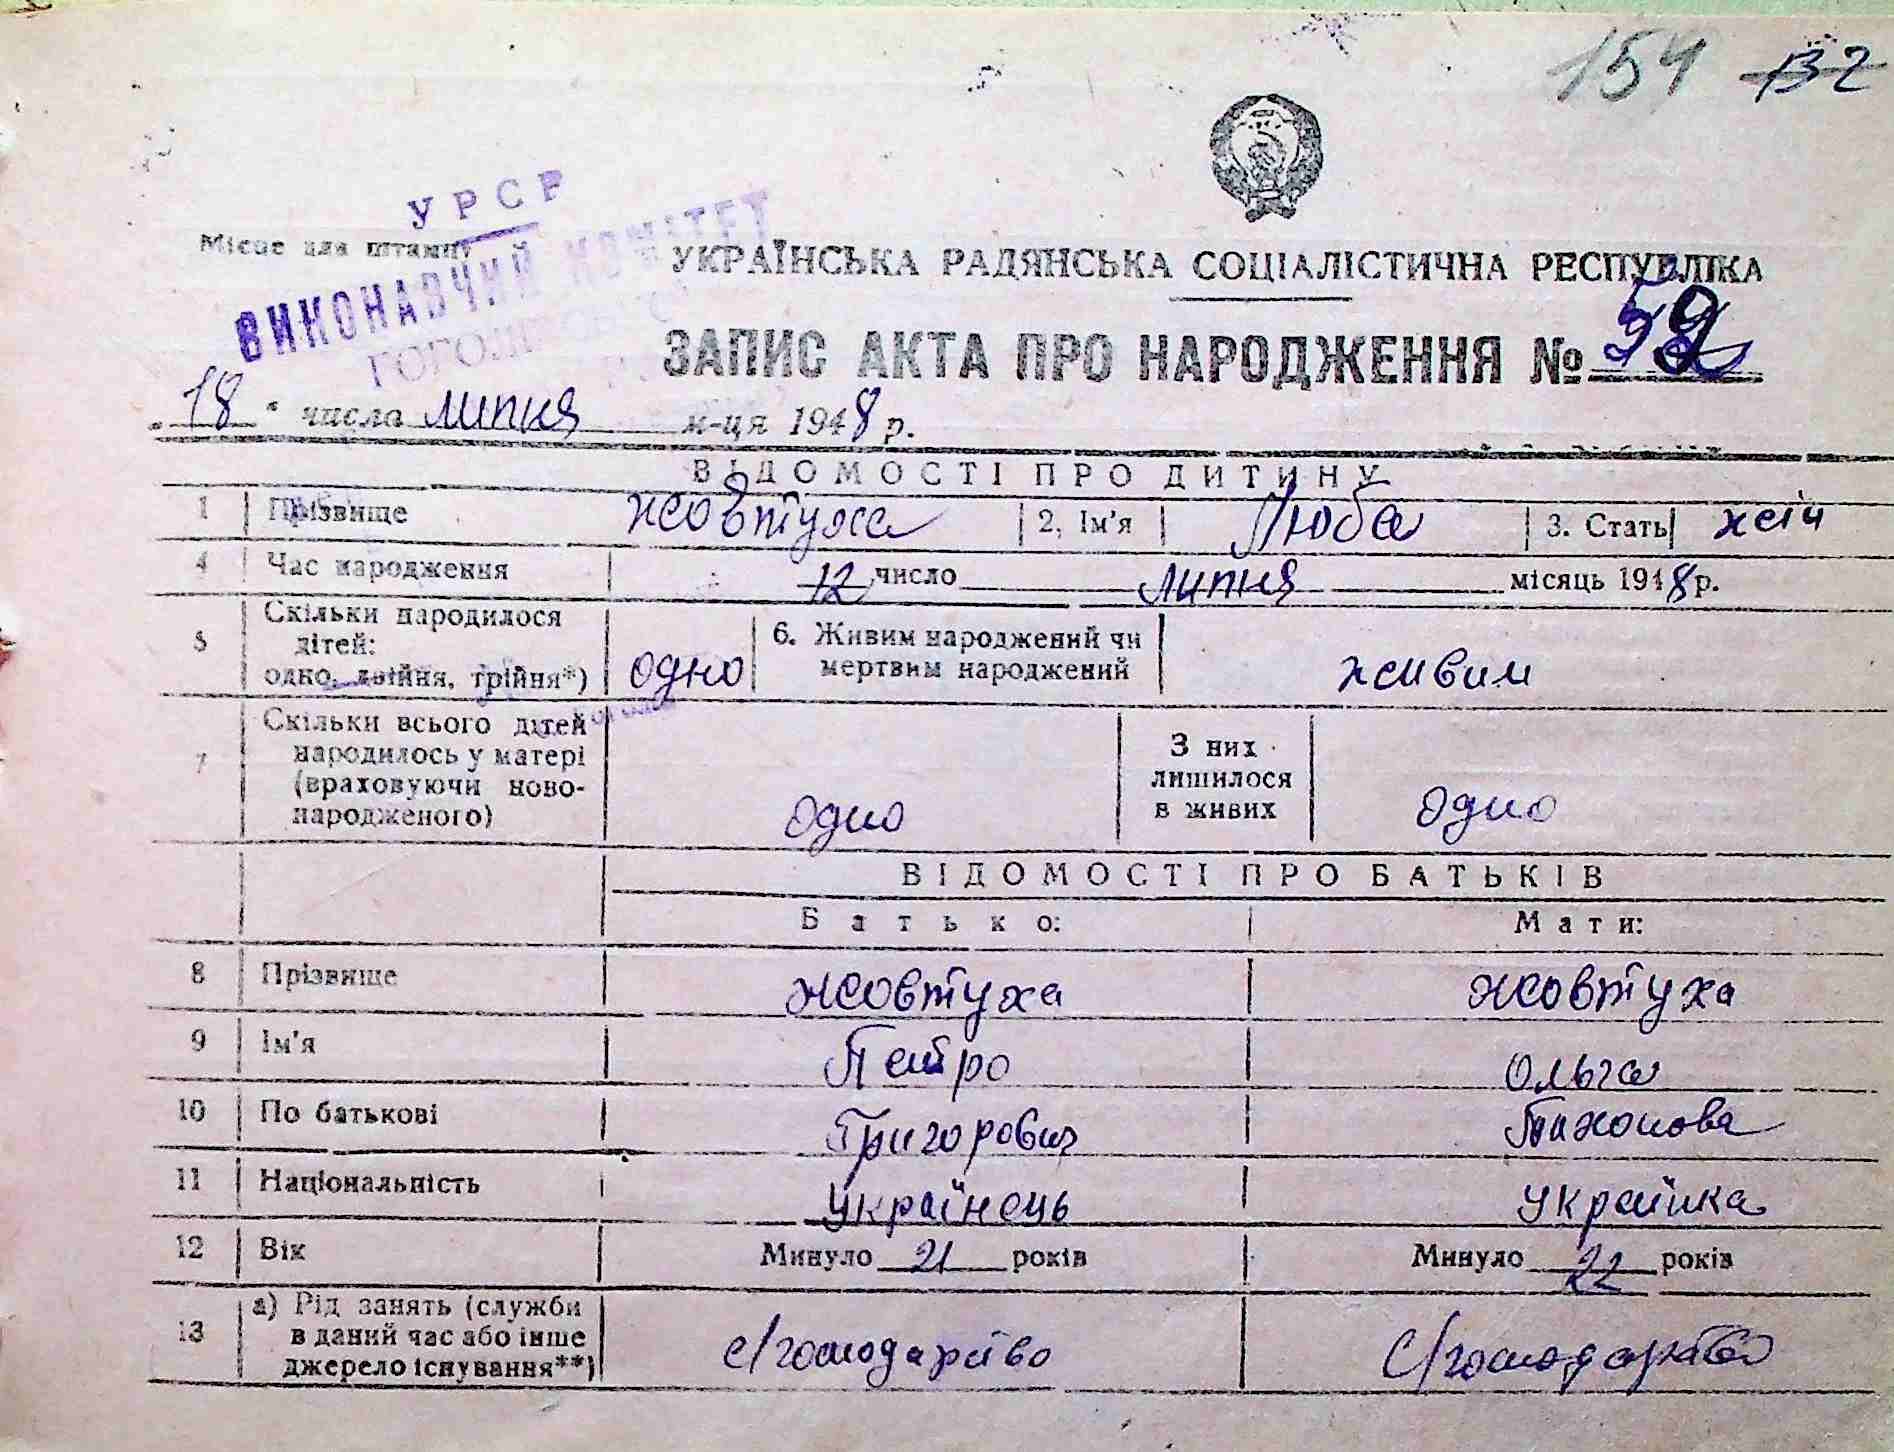 154 132
УРСР
Місце для штампу
ВИКОНАВЧИЙ КОМІТЕТ
УКРАЇНСЬКА РАДЯНСЬКА СОЦІАЛІСТИЧНА РЕСПУБЛІКА
ЗАПИС АКТА ПРО НАРОДЖЕННЯ №
„18" числа липня м-ця 1948 р.
ВІДОМОСТІ ПРО ДИТИНУ
1 Прізвище Жовтуха 2. Ім'я Люба 3. Стать жін
4 Час народження 12 число липня місяць 1948 р.
5 Скільки народилося
дітей:
одно, двійня, трійня*) одно
6. Живим народжений чи
мертвим народжений живим
7 Скільки всього дітей
народилось у матері
(враховуючи ново-
народженого) одно
З них
лишилося
в живих одно
ВІДОМОСТІ ПРО БАТЬКІВ
Батько: Мати:
8 Прізвище Жовтуха Жовтуха
9 Ім'я Петро Ольга
10 По батькові Григорович Тихонова
11 Національність українець українка
12 Вік Минуло 21 років Минуло 22 років
13 а) Рід занять (служби
в даний час або інше
джерело існування**) с/господарство с/господарство